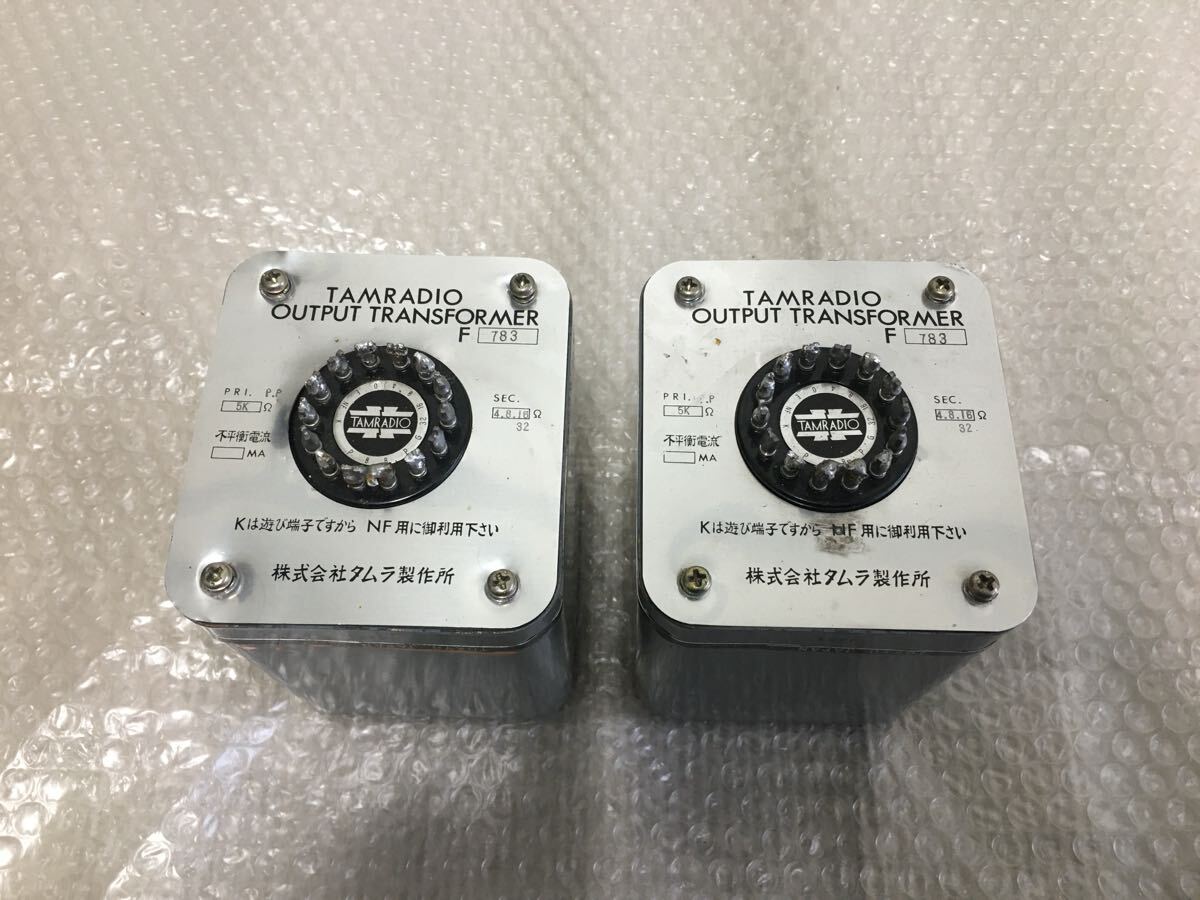 TAMRADIO
OUTPUT TRANSFORMER
F 783
PRI. P.P
5K Ω
不平衡電流
MA
SEC.
4.8.16 Ω
32
TAMRADIO
Kは遊び端子ですから NF用に御利用下さい
株式会社タムラ製作所
TAMRADIO
OUTPUT TRANSFORMER
F 783
PRI. P.P
5K Ω
不平衡電流
MA
SEC.
4.8.16 Ω
32
TAMRADIO
Kは遊び端子ですから NF用に御利用下さい
株式会社タムラ製作所